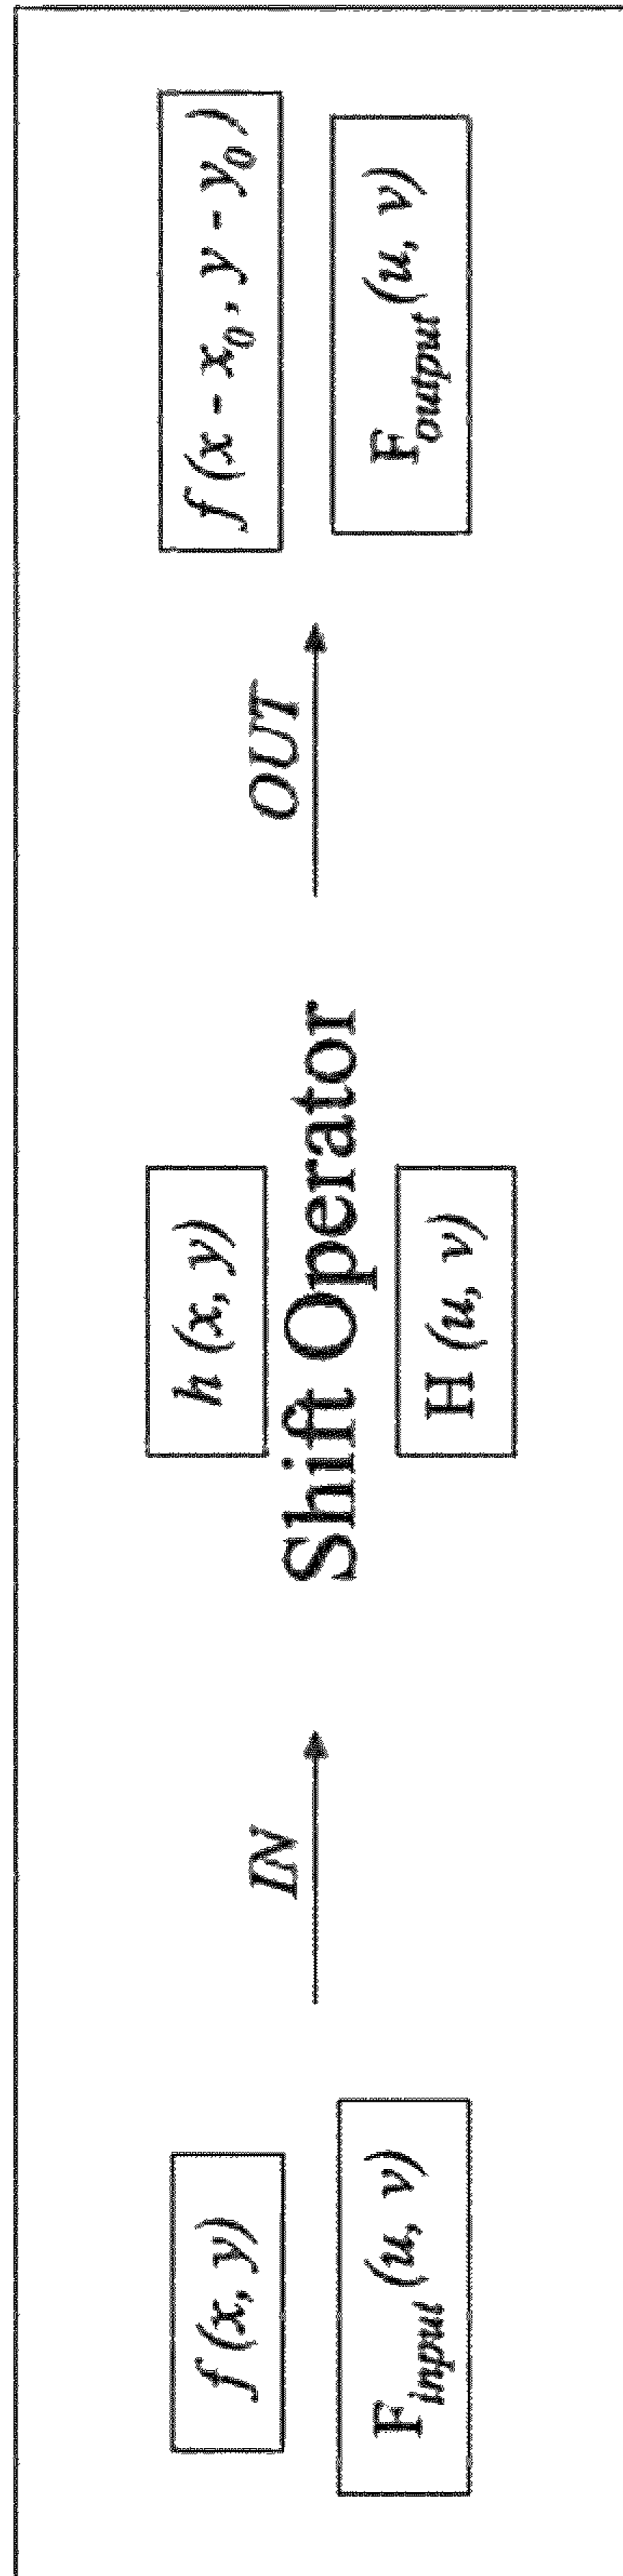 f (x, y)
F_input (u, v)
IN
h (x, y)
Shift Operator
H (u, v)
OUT
f (x - x_0, y - y_0)
F_output (u, v)